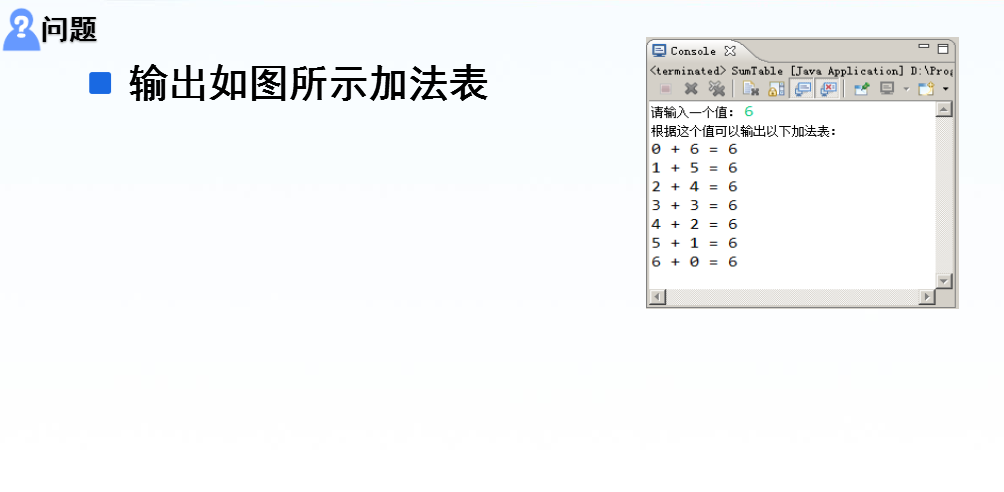 问题
输出如图所示加法表
Console
<terminated> SumTable [Java Application] D:\Prog
请输入一个值: 6
根据这个值可以输出以下加法表:
0 + 6 = 6
1 + 5 = 6
2 + 4 = 6
3 + 3 = 6
4 + 2 = 6
5 + 1 = 6
6 + 0 = 6